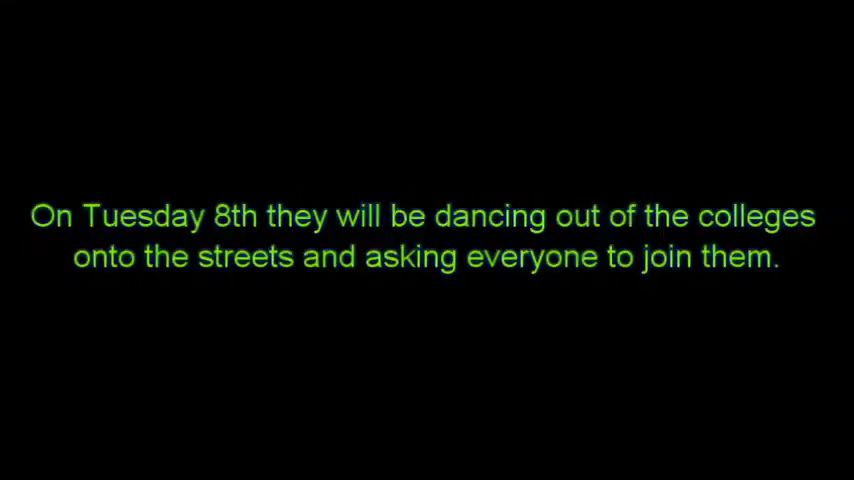 On Tuesday 8th they will be dancing out of the colleges
onto the streets and asking everyone to join them.